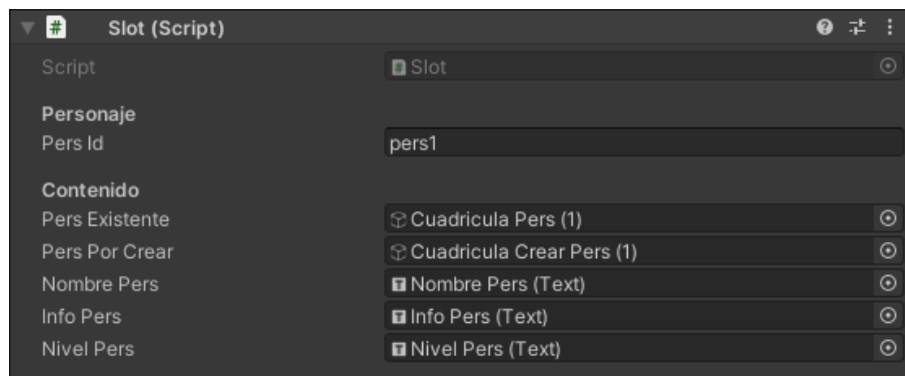 Slot (Script)
Script Slot
Personaje
Pers Id pers1
Contenido
Pers Existente Cuadricula Pers (1)
Pers Por Crear Cuadricula Crear Pers (1)
Nombre Pers Nombre Pers (Text)
Info Pers Info Pers (Text)
Nivel Pers Nivel Pers (Text)